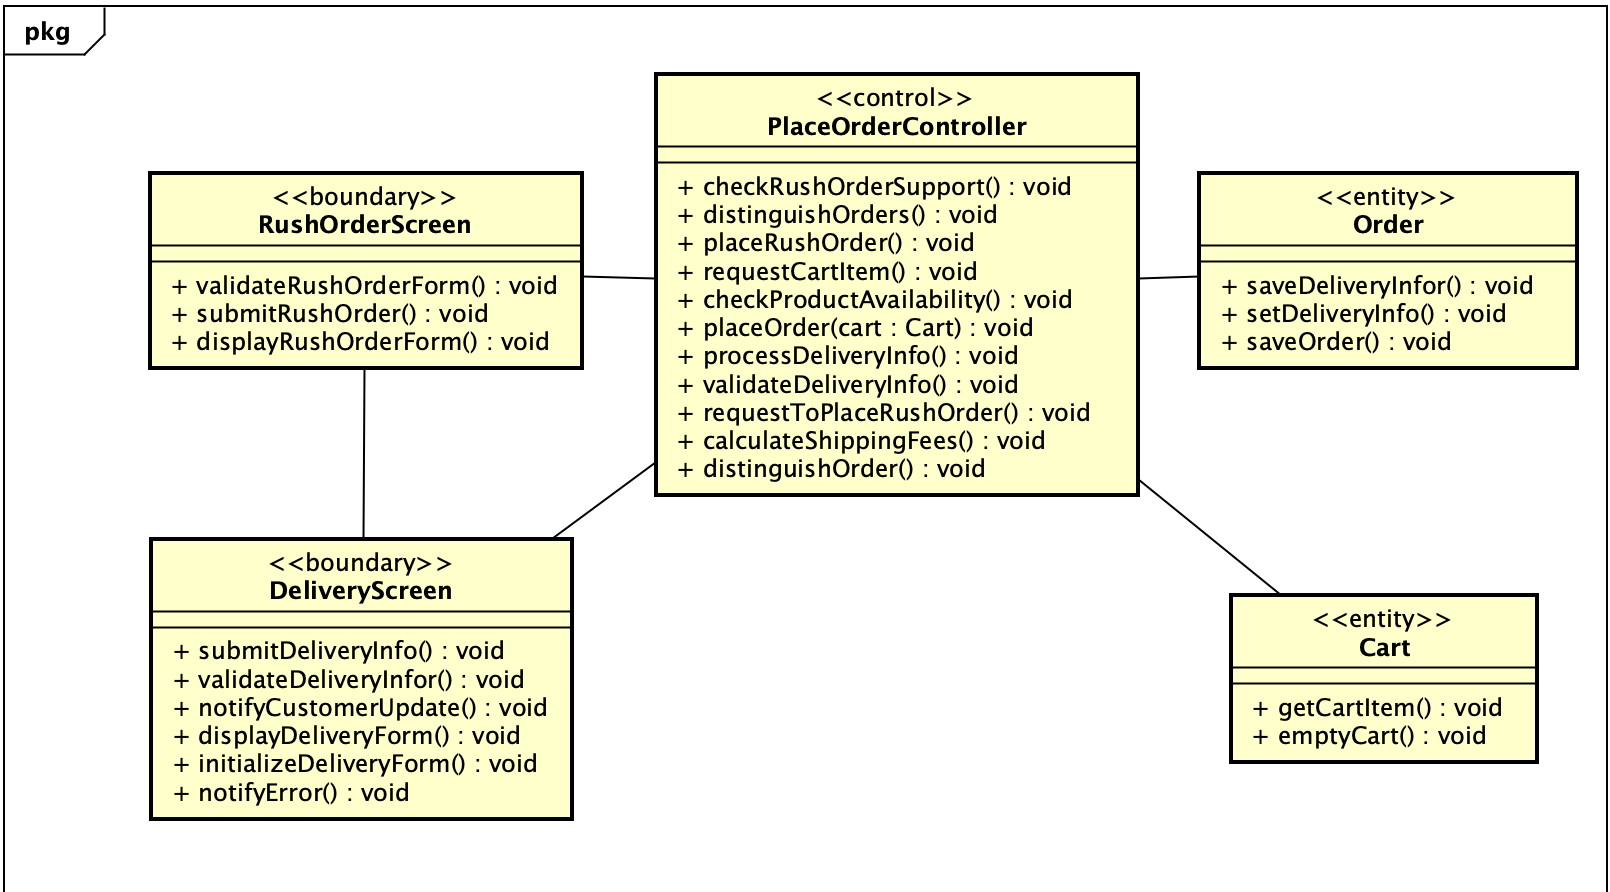 pkg
<<control>>
PlaceOrderController
+ checkRushOrderSupport() : void
+ distinguishOrders() : void
+ placeRushOrder() : void
+ requestCartItem() : void
+ checkProductAvailability() : void
+ placeOrder(cart : Cart) : void
+ processDeliveryInfo() : void
+ validateDeliveryInfo() : void
+ requestToPlaceRushOrder() : void
+ calculateShippingFees() : void
+ distinguishOrder() : void
<<boundary>>
RushOrderScreen
+ validateRushOrderForm() : void
+ submitRushOrder() : void
+ displayRushOrderForm() : void
<<entity>>
Order
+ saveDeliveryInfor() : void
+ setDeliveryInfo() : void
+ saveOrder() : void
<<boundary>>
DeliveryScreen
+ submitDeliveryInfo() : void
+ validateDeliveryInfor() : void
+ notifyCustomerUpdate() : void
+ displayDeliveryForm() : void
+ initializeDeliveryForm() : void
+ notifyError() : void
<<entity>>
Cart
+ getCartItem() : void
+ emptyCart() : void